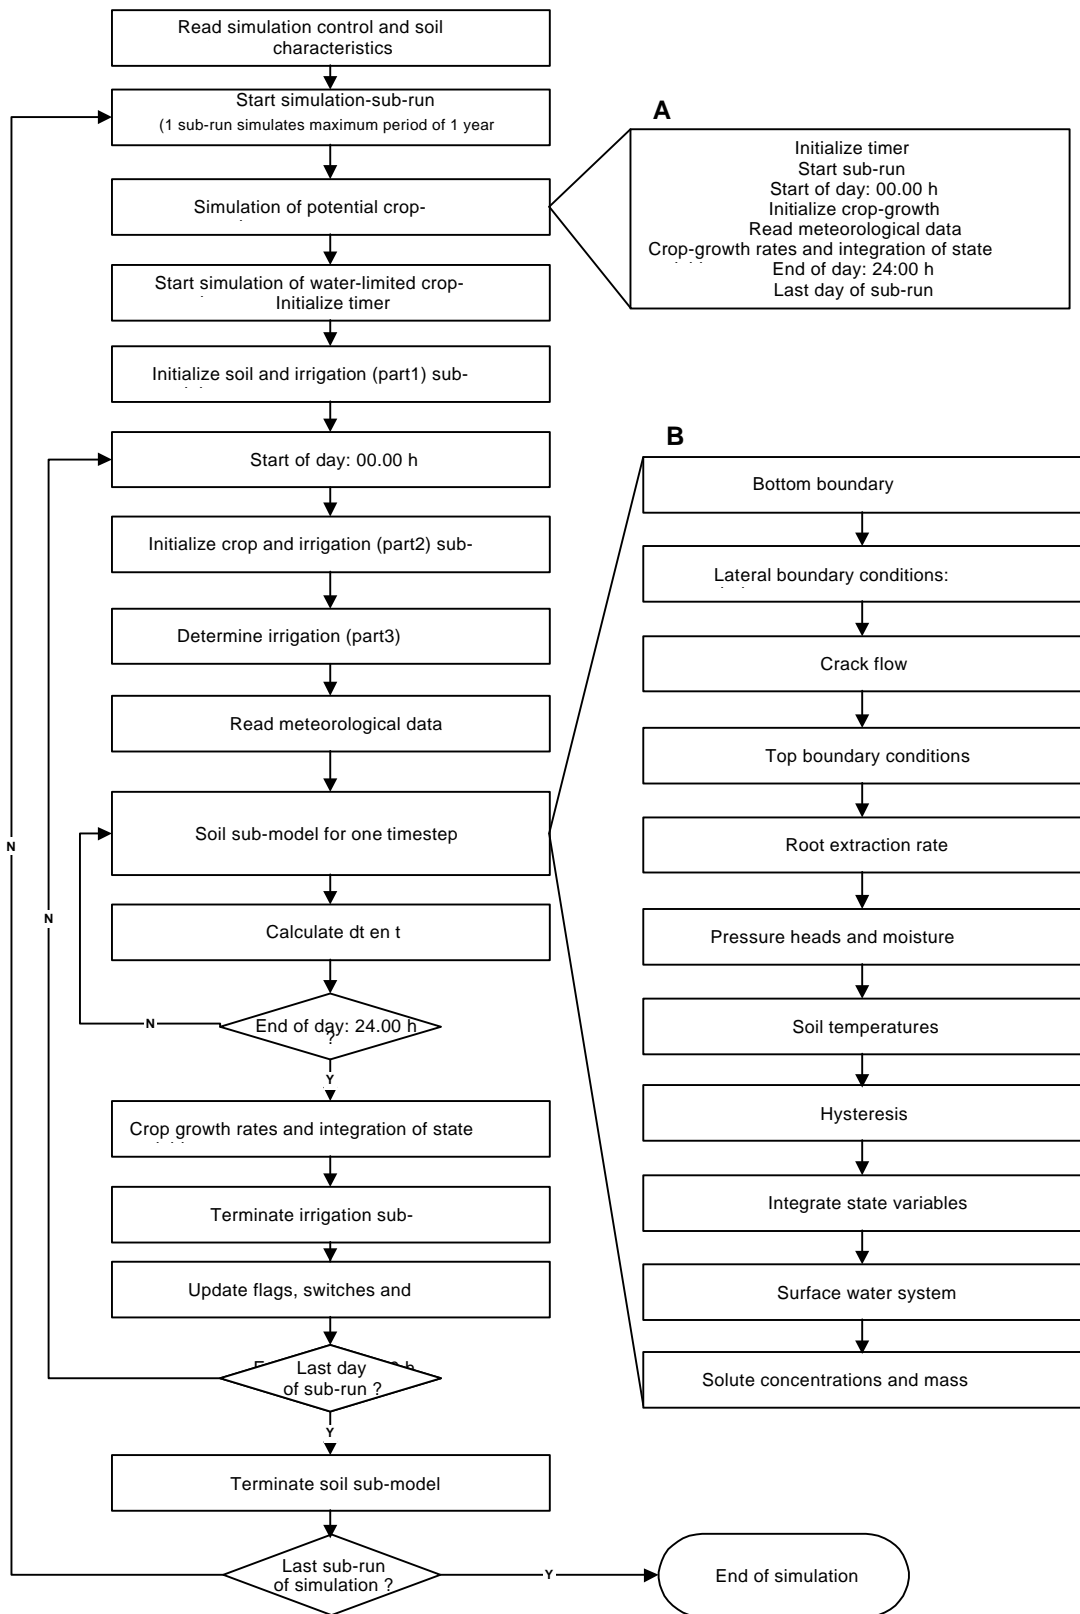 Read simulation control and soil
characteristics
Start simulation-sub-run
(1 sub-run simulates maximum period of 1 year
Simulation of potential crop-
Start simulation of water-limited crop-
Initialize timer
Initialize soil and irrigation (part1) sub-
Start of day: 00.00 h
Initialize crop and irrigation (part2) sub-
Determine irrigation (part3)
Read meteorological data
Soil sub-model for one timestep
Calculate dt en t
End of day: 24.00 h
?
N
Y
Crop growth rates and integration of state
Terminate irrigation sub-
Update flags, switches and
Last day
of sub-run ?
N
Y
Terminate soil sub-model
Last sub-run
of simulation ?
N
Y
End of simulation
A
Initialize timer
Start sub-run
Start of day: 00.00 h
Initialize crop-growth
Read meteorological data
Crop-growth rates and integration of state
End of day: 24:00 h
Last day of sub-run
B
Bottom boundary
Lateral boundary conditions:
Crack flow
Top boundary conditions
Root extraction rate
Pressure heads and moisture
Soil temperatures
Hysteresis
Integrate state variables
Surface water system
Solute concentrations and mass